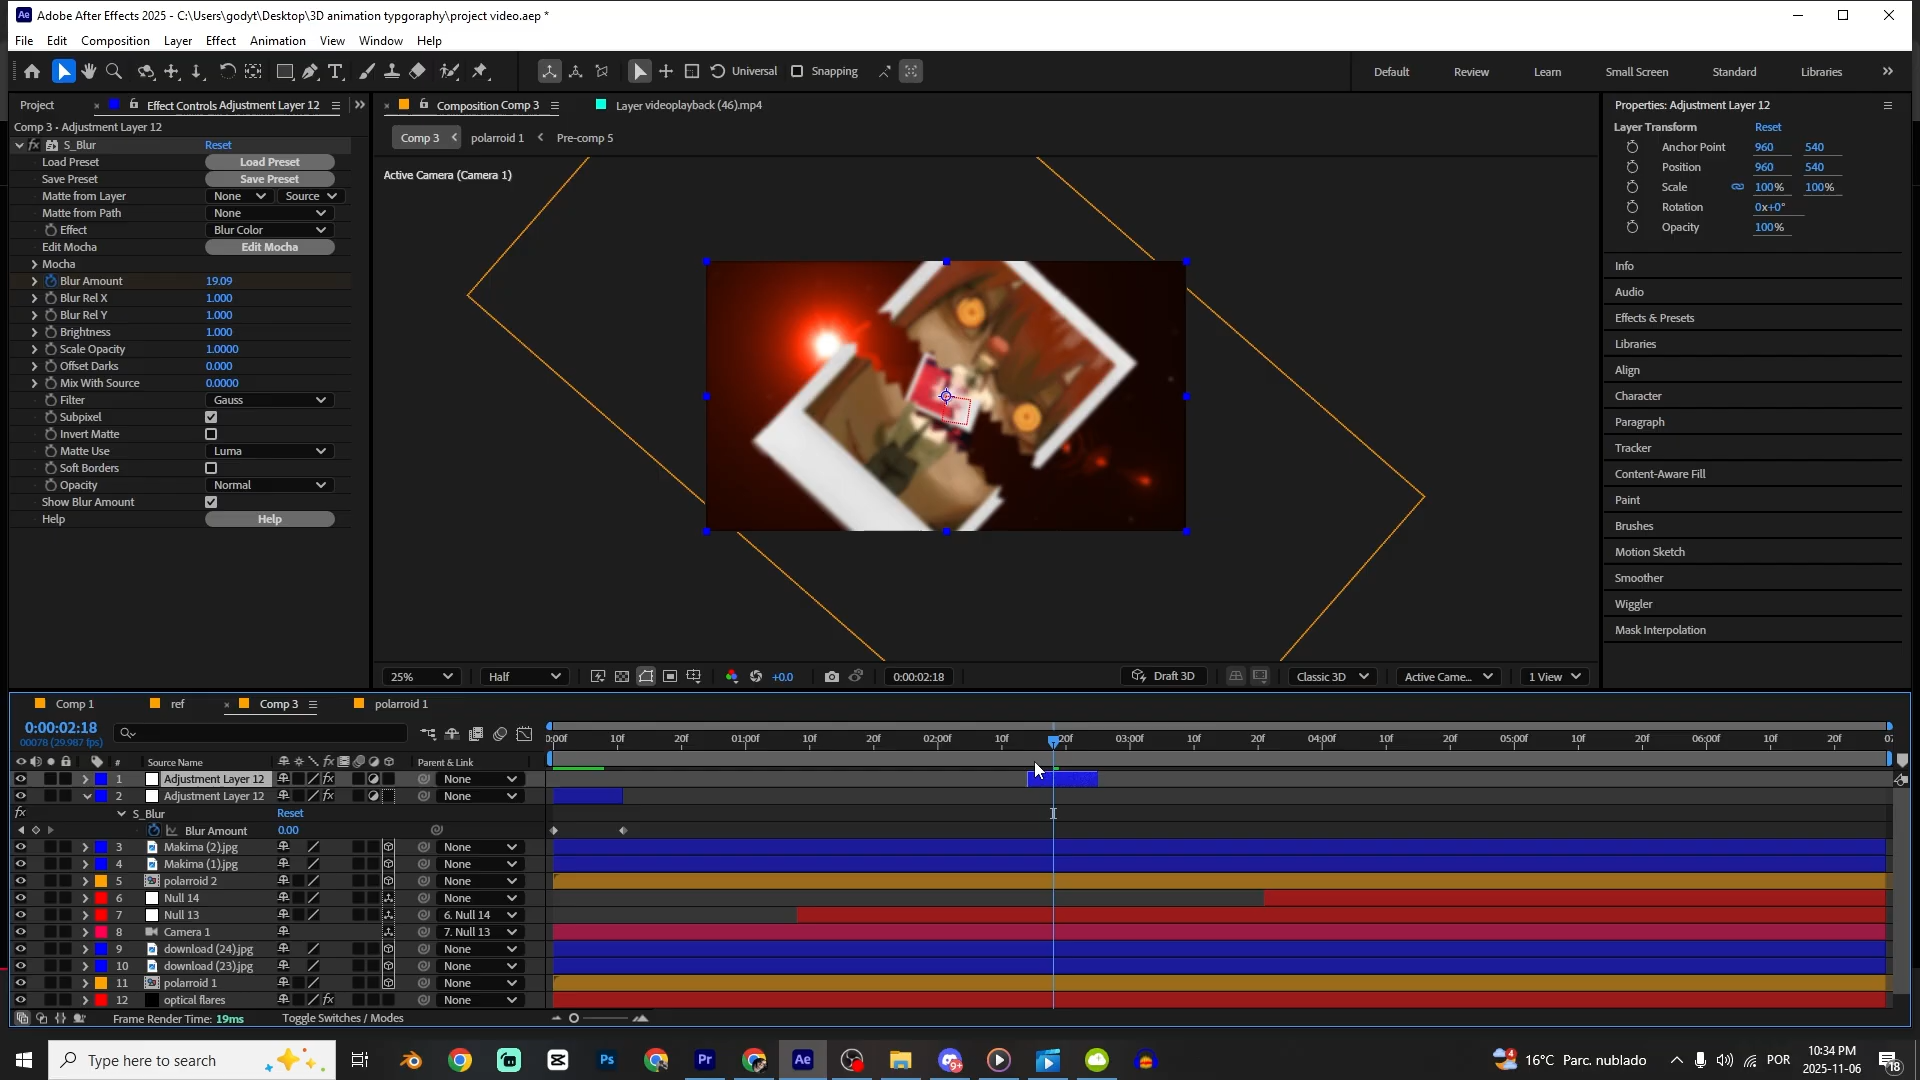 Ae Adobe After Effects 2025 - C:\Users\godyt\Desktop\3D animation typgoraphy\project video.aep *
File Edit Composition Layer Effect Animation View Window Help
Universal Snapping Default Review Learn Small Screen Standard Libraries
Project Effect Controls Adjustment Layer 12
Comp 3 • Adjustment Layer 12
fx S_Blur Reset
Load Preset Load Preset
Save Preset Save Preset
Matte from Layer None Source
Matte from Path None
Effect Blur Color
Edit Mocha Edit Mocha
Mocha
Blur Amount 19.09
Blur Rel X 1.000
Blur Rel Y 1.000
Brightness 1.000
Scale Opacity 1.0000
Offset Darks 0.000
Mix With Source 0.0000
Filter Gauss
Subpixel
Invert Matte
Matte Use Luma
Soft Borders
Opacity Normal
Show Blur Amount
Help Help
Composition Comp 3 Layer videoplayback (46).mp4
Comp 3 polarroid 1 Pre-comp 5
Active Camera (Camera 1)
25% Half +0.0 0:00:02:18 Draft 3D Classic 3D Active Came... 1 View
Properties: Adjustment Layer 12
Layer Transform Reset
Anchor Point 960 540
Position 960 540
Scale 100% 100%
Rotation 0x+0°
Opacity 100%
Info
Audio
Effects & Presets
Libraries
Align
Character
Paragraph
Tracker
Content-Aware Fill
Paint
Brushes
Motion Sketch
Smoother
Wiggler
Mask Interpolation
Comp 1 ref Comp 3 polarroid 1
0:00:02:18
00078 (29.987 fps)
0:00f 10f 20f 01:00f 10f 20f 02:00f 10f 20f 03:00f 10f 20f 04:00f 10f 20f 05:00f 10f 20f 06:00f 10f 20f 07
# Source Name fx Parent & Link
1 Adjustment Layer 12 fx None
2 Adjustment Layer 12 fx None
fx S_Blur Reset
Blur Amount 0.00
3 Makima (2).jpg None
4 Makima (1).jpg None
5 polarroid 2 None
6 Null 14 None
7 Null 13 6. Null 14
8 Camera 1 7. Null 13
9 download (24).jpg None
10 download (23).jpg None
11 polarroid 1 None
12 optical flares fx None
Frame Render Time: 19ms Toggle Switches / Modes
Type here to search Ps Pr Ae 9+ 16°C Parc. nublado POR 10:34 PM
2025-11-06 18